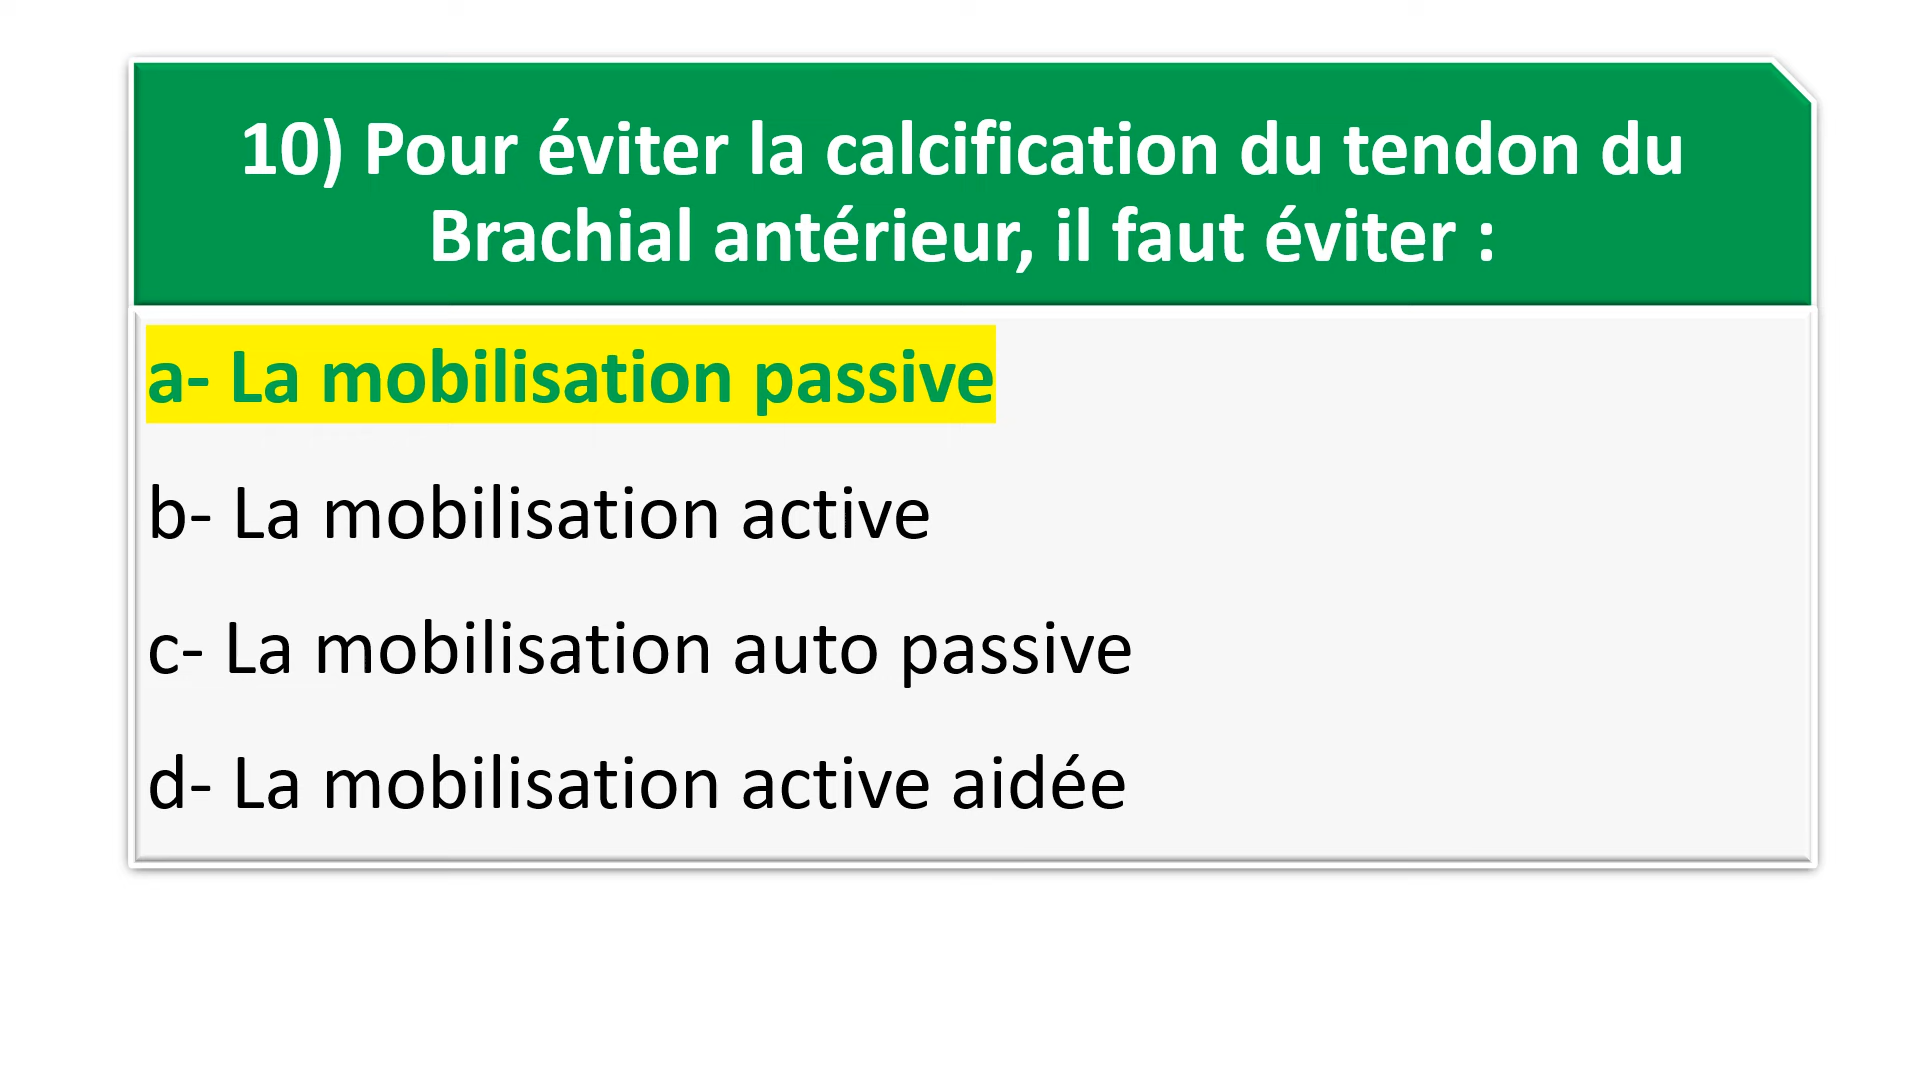 10) Pour éviter la calcification du tendon du
Brachial antérieur, il faut éviter :
a- La mobilisation passive
b- La mobilisation active
c- La mobilisation auto passive
d- La mobilisation active aidée